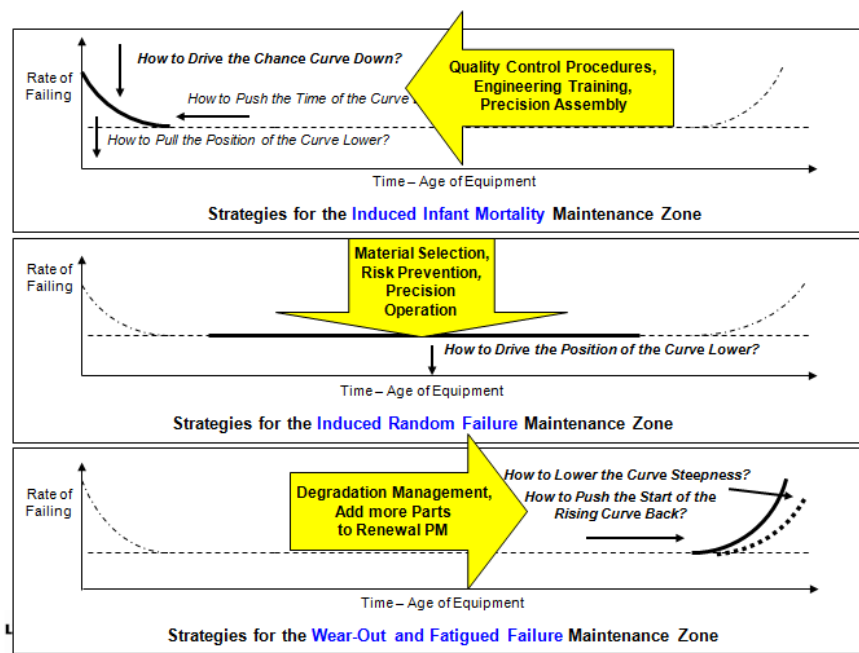 How to Drive the Chance Curve Down?
Quality Control Procedures,
Engineering Training,
Precision Assembly
Rate of
Failing
How to Push the Time of the Curve
How to Pull the Position of the Curve Lower?
Time – Age of Equipment
Strategies for the Induced Infant Mortality Maintenance Zone
Material Selection,
Risk Prevention,
Precision
Operation
Rate of
Failing
How to Drive the Position of the Curve Lower?
Time – Age of Equipment
Strategies for the Induced Random Failure Maintenance Zone
How to Lower the Curve Steepness?
Rate of
Failing
Degradation Management,
Add more Parts
to Renewal PM
How to Push the Start of the
Rising Curve Back?
Time – Age of Equipment
L
Strategies for the Wear-Out and Fatigued Failure Maintenance Zone